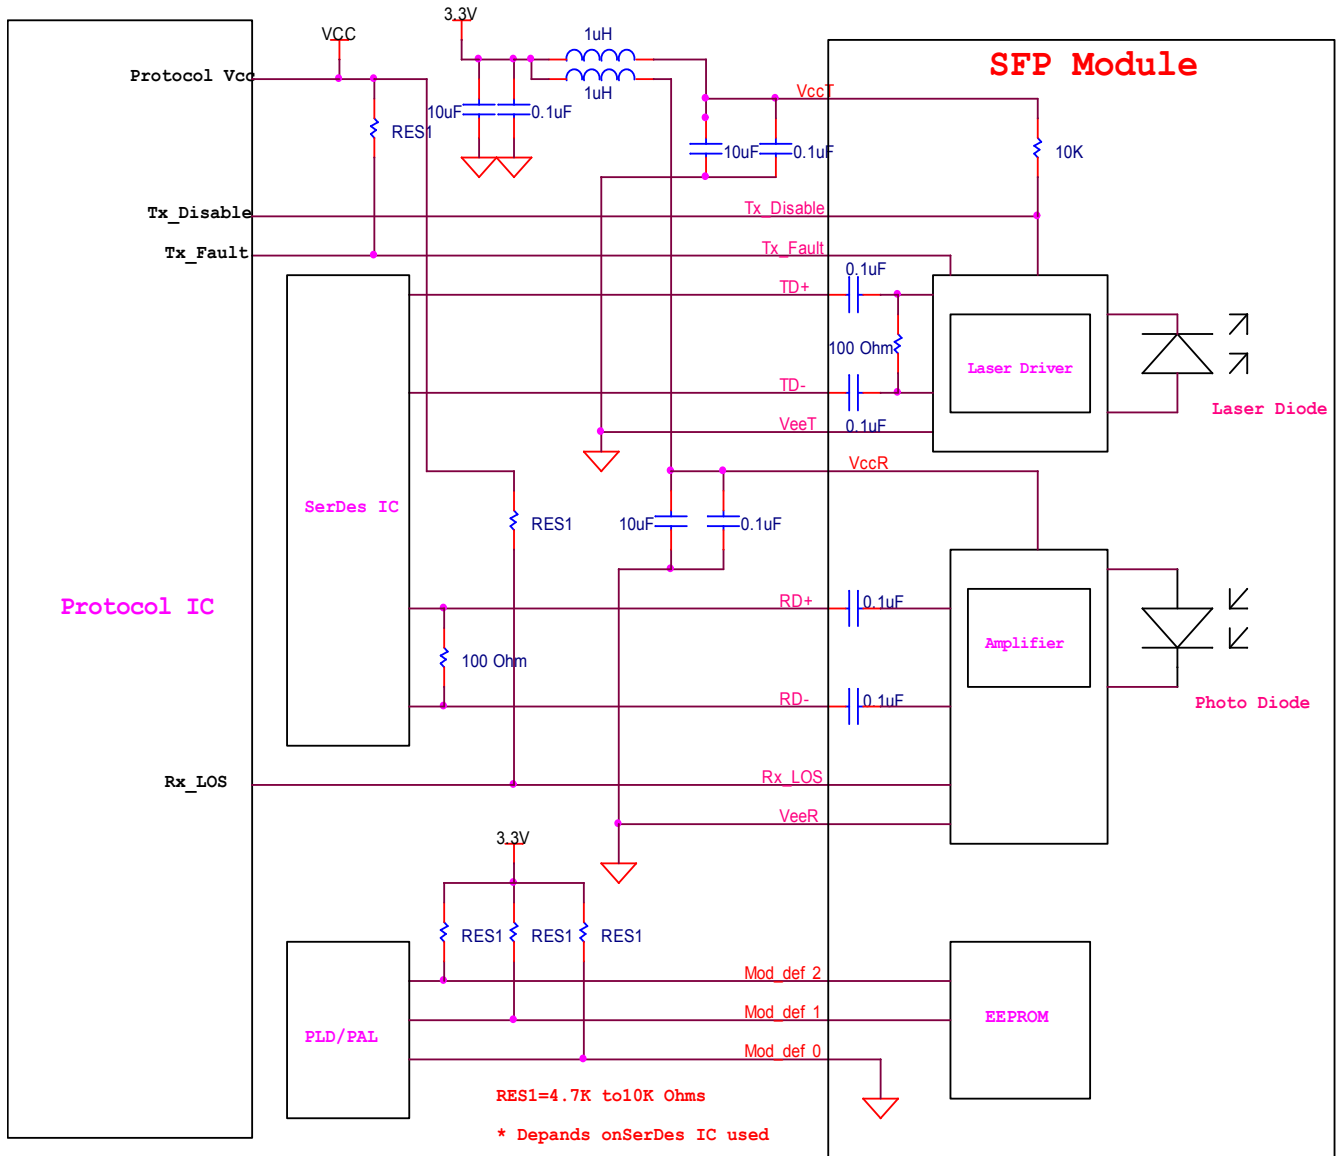 3.3V
VCC
1uH
SFP Module
Protocol Vcc
1uH
VccT
10uF
0.1uF
RES1
10uF
0.1uF
10K
Tx_Disable
Tx_Disable
Tx_Fault
Tx_Fault
0.1uF
TD+
100 Ohm
Laser Driver
TD-
Laser Diode
VeeT
0.1uF
VccR
SerDes IC
RES1
10uF
0.1uF
Protocol IC
RD+
0.1uF
Amplifier
100 Ohm
RD-
0.1uF
Photo Diode
Rx_LOS
Rx_LOS
VeeR
3.3V
RES1
RES1
RES1
Mod_def 2
Mod_def 1
EEPROM
PLD/PAL
Mod_def 0
RES1=4.7K to10K Ohms
* Depands onSerDes IC used